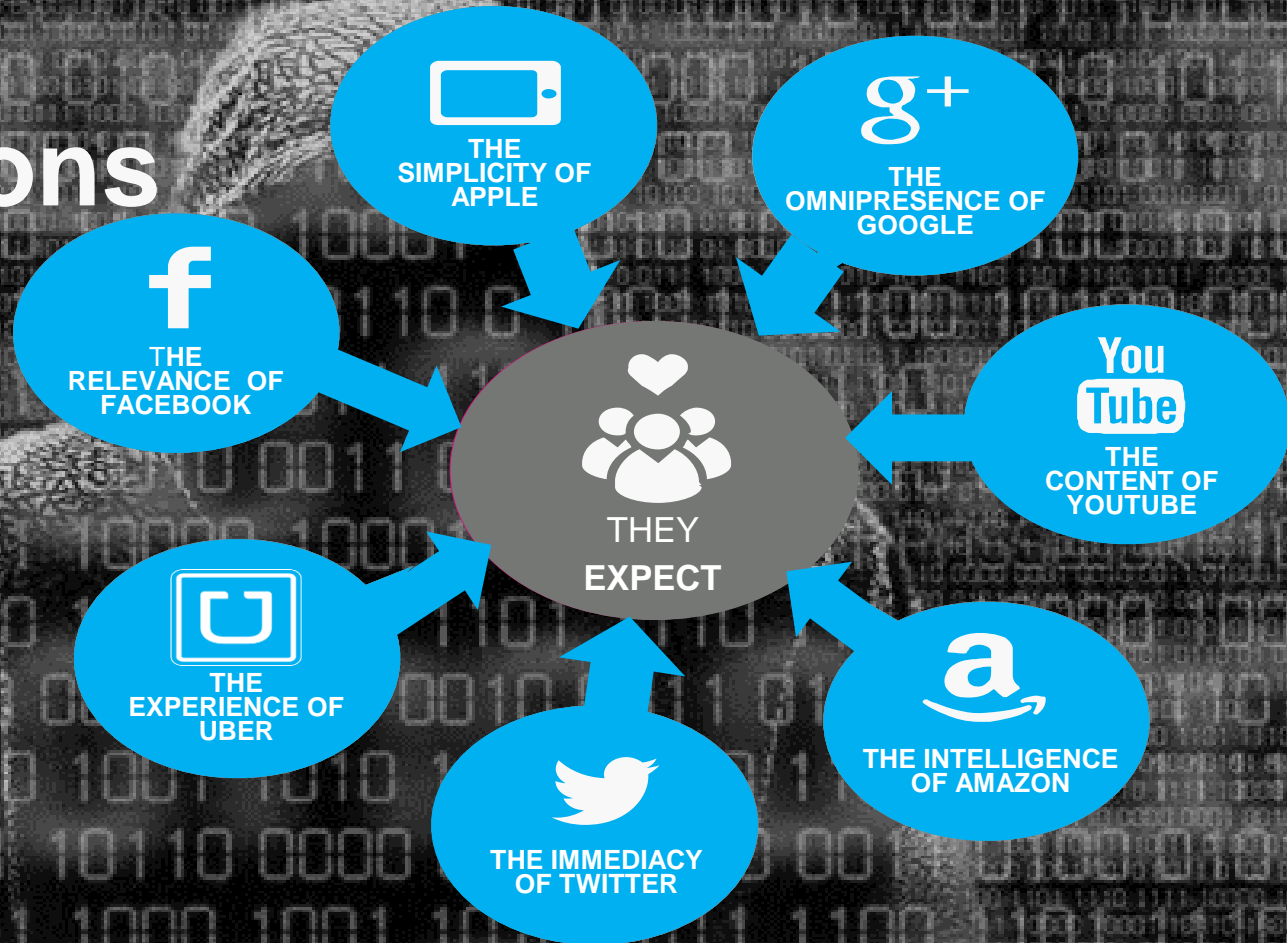 ons
THE
SIMPLICITY OF
APPLE
g+
THE
OMNIPRESENCE OF
GOOGLE
f
THE
RELEVANCE OF
FACEBOOK
You
Tube
THE
CONTENT OF
YOUTUBE
THEY
EXPECT
U
THE
EXPERIENCE OF
UBER
a
THE INTELLIGENCE
OF AMAZON
THE IMMEDIACY
OF TWITTER